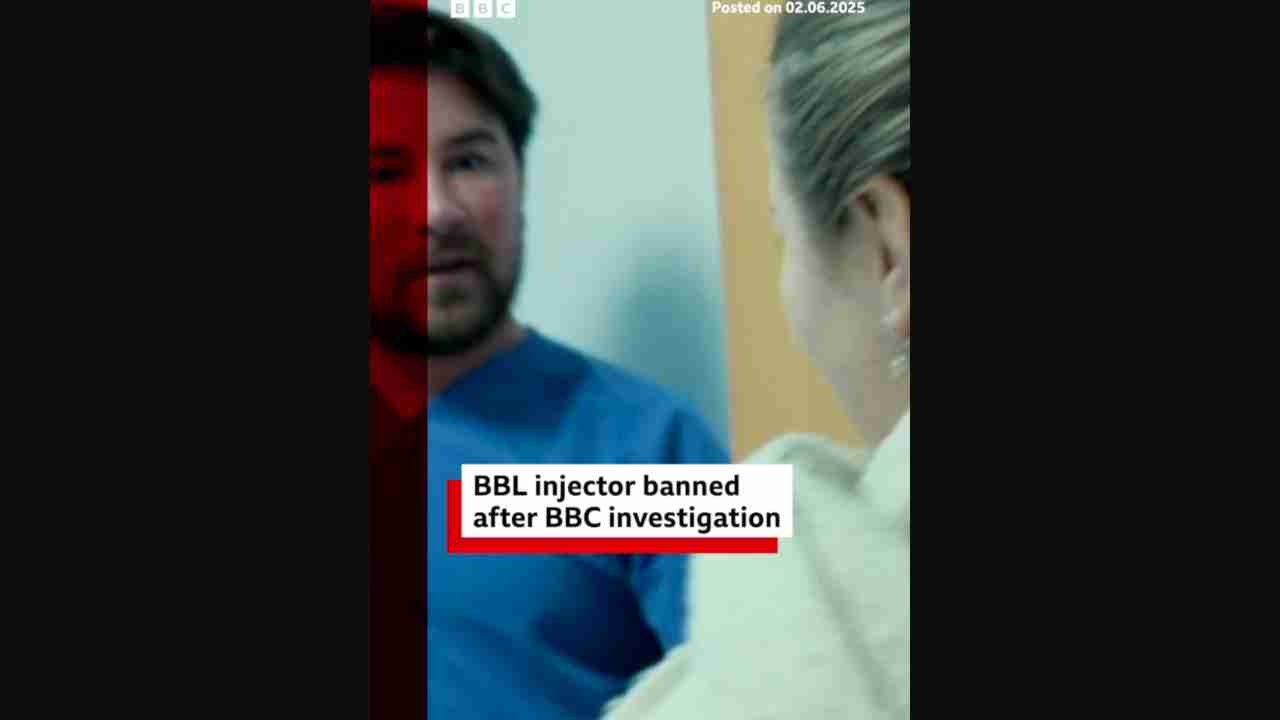 BBC
Posted on 02.06.2025
BBL injector banned
after BBC investigation